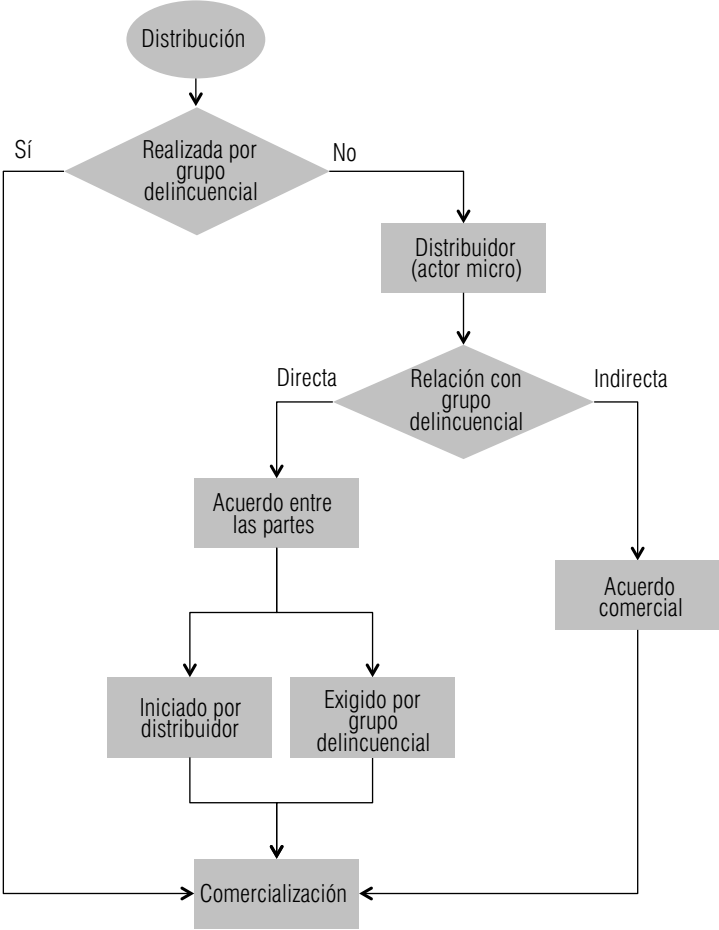 Distribución
Sí
Realizada por
grupo
delincuencial
No
Distribuidor
(actor micro)
Directa
Relación con
grupo
delincuencial
Indirecta
Acuerdo entre
las partes
Acuerdo
comercial
Iniciado por
distribuidor
Exigido por
grupo
delincuencial
Comercialización